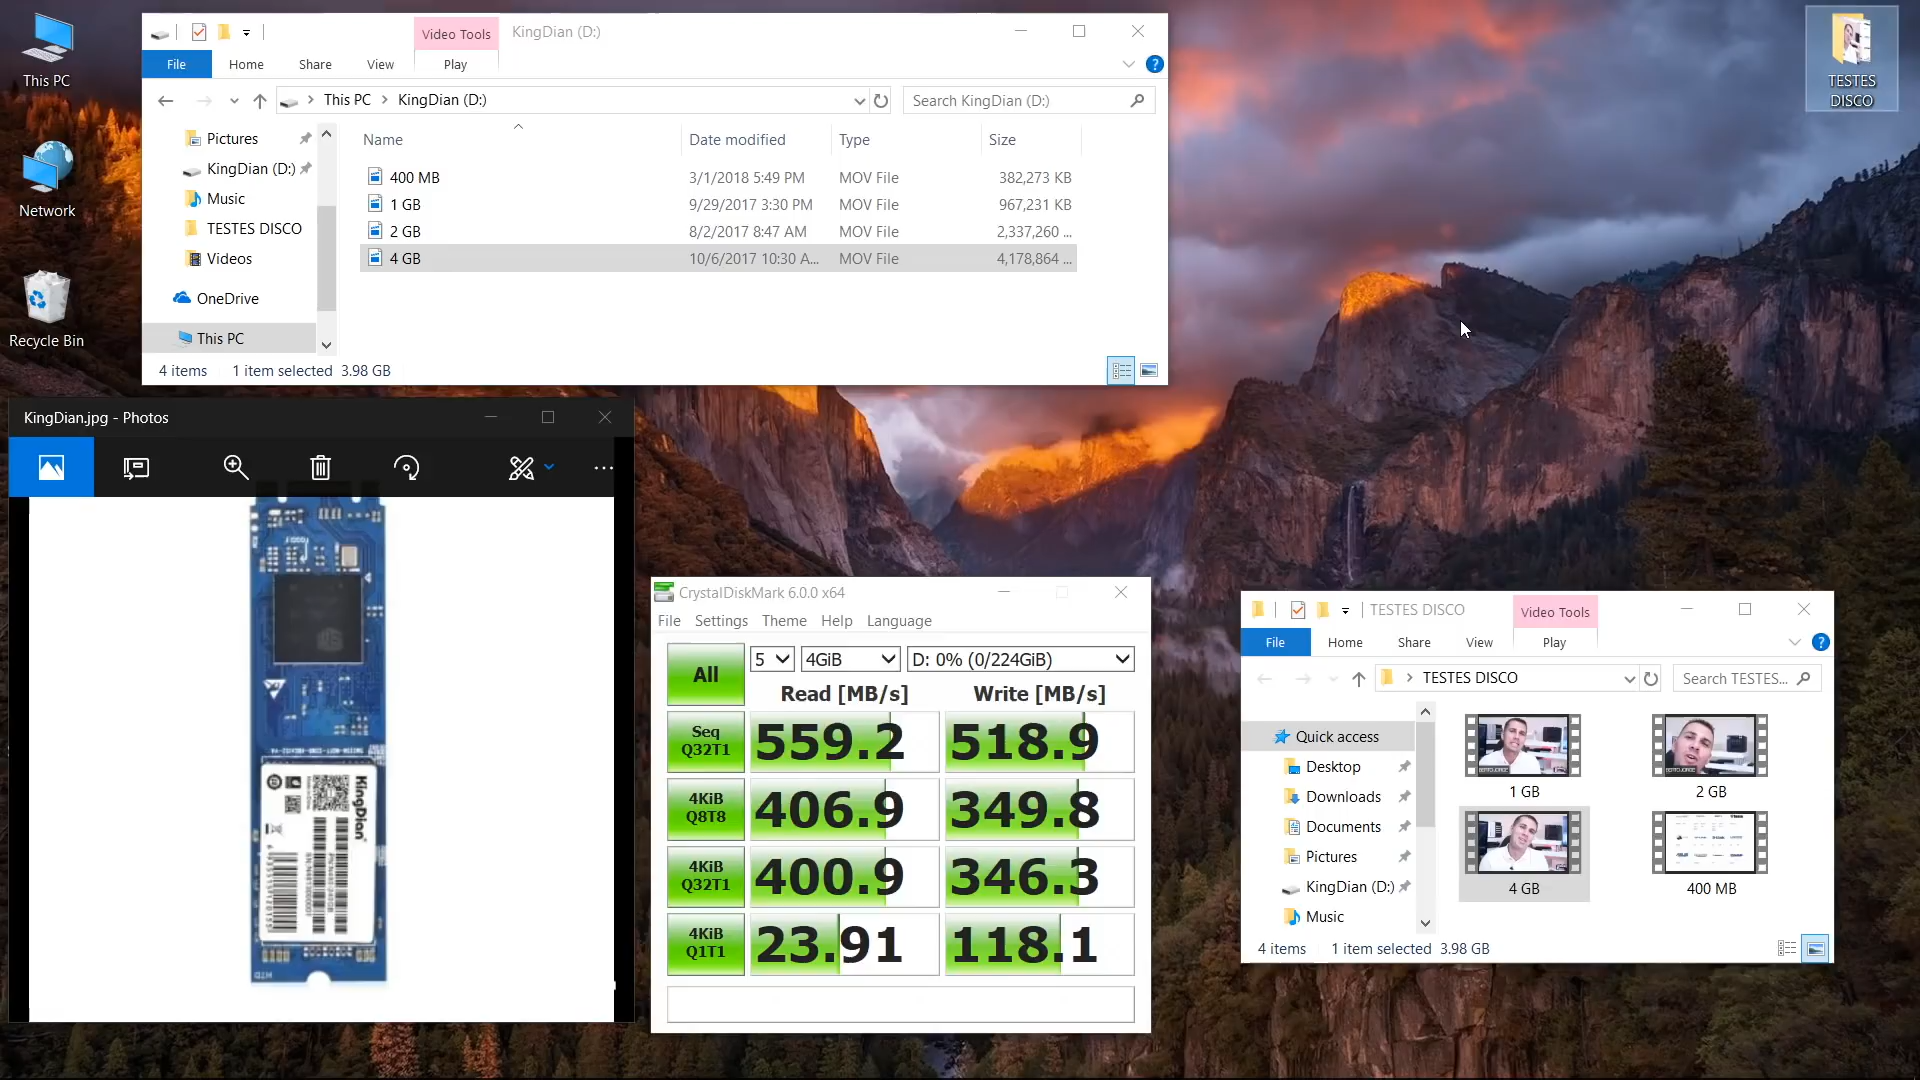 This PC
Network
Recycle Bin
TESTES
DISCO
Video Tools
KingDian (D:)
File
Home
Share
View
Play
This PC
KingDian (D:)
Search KingDian (D:)
Pictures
KingDian (D:)
Music
TESTES DISCO
Videos
OneDrive
This PC
Name
Date modified
Type
Size
400 MB 3/1/2018 5:49 PM MOV File 382,273 KB
1 GB 9/29/2017 3:30 PM MOV File 967,231 KB
2 GB 8/2/2017 8:47 AM MOV File 2,337,260 ...
4 GB 10/6/2017 10:30 A... MOV File 4,178,864 ...
4 items 1 item selected 3.98 GB
KingDian.jpg - Photos
KingDian
CrystalDiskMark 6.0.0 x64
File Settings Theme Help Language
All
5
4GiB
D: 0% (0/224GiB)
Read [MB/s]
Write [MB/s]
Seq
Q32T1
559.2
518.9
4KiB
Q8T8
406.9
349.8
4KiB
Q32T1
400.9
346.3
4KiB
Q1T1
23.91
118.1
TESTES DISCO
Video Tools
File
Home
Share
View
Play
TESTES DISCO
Search TESTES...
Quick access
Desktop
Downloads
Documents
Pictures
KingDian (D:)
Music
1 GB
2 GB
4 GB
400 MB
4 items 1 item selected 3.98 GB